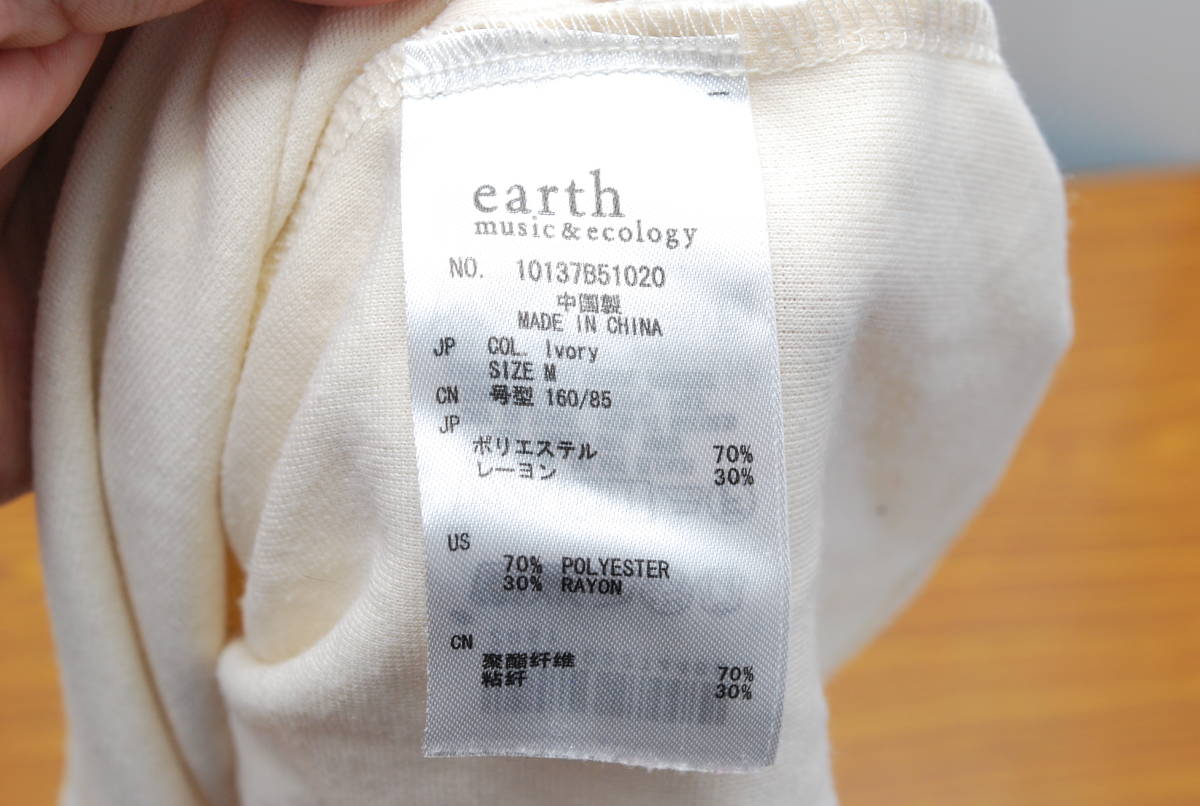 earth
music & ecology
NO. 10137B51020
中国製
MADE IN CHINA
JP COL. Ivory
SIZE M
CN 号型 160/85
JP
ポリエステル 70%
レーヨン 30%
US
70% POLYESTER
30% RAYON
CN
聚酯纤维 70%
粘纤 30%